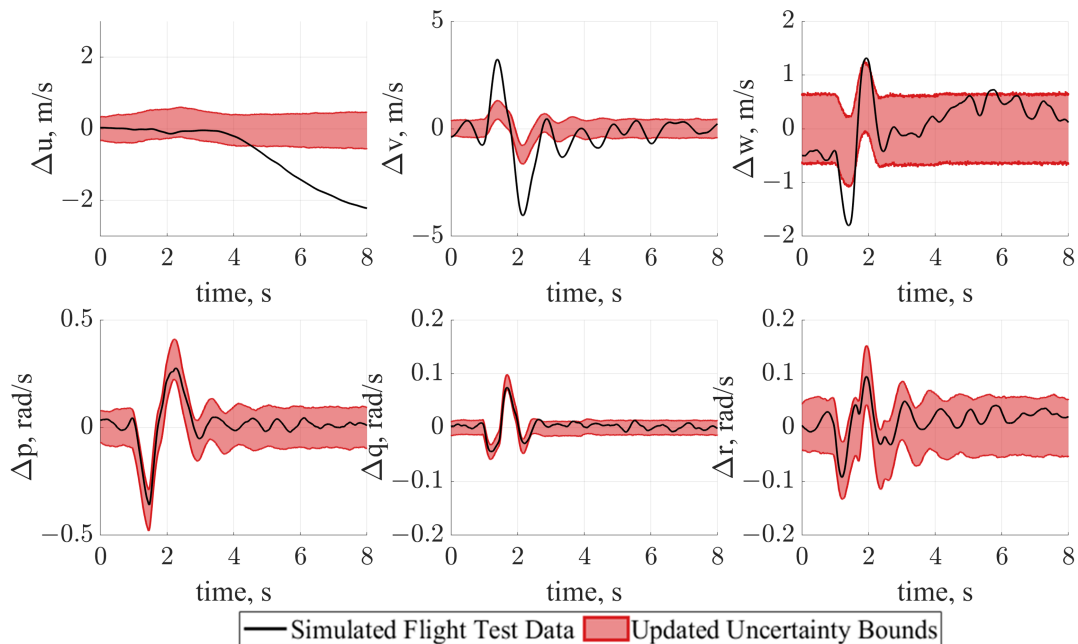 Δu, m/s
2
0
−2
0 2 4 6 8
time, s
Δv, m/s
5
0
−5
0 2 4 6 8
time, s
Δw, m/s
2
1
0
−1
−2
0 2 4 6 8
time, s
Δp, rad/s
0.5
0
−0.5
0 2 4 6 8
time, s
Δq, rad/s
0.2
0.1
0
−0.1
−0.2
0 2 4 6 8
time, s
Δr, rad/s
0.2
0.1
0
−0.1
−0.2
0 2 4 6 8
time, s
Simulated Flight Test Data Updated Uncertainty Bounds